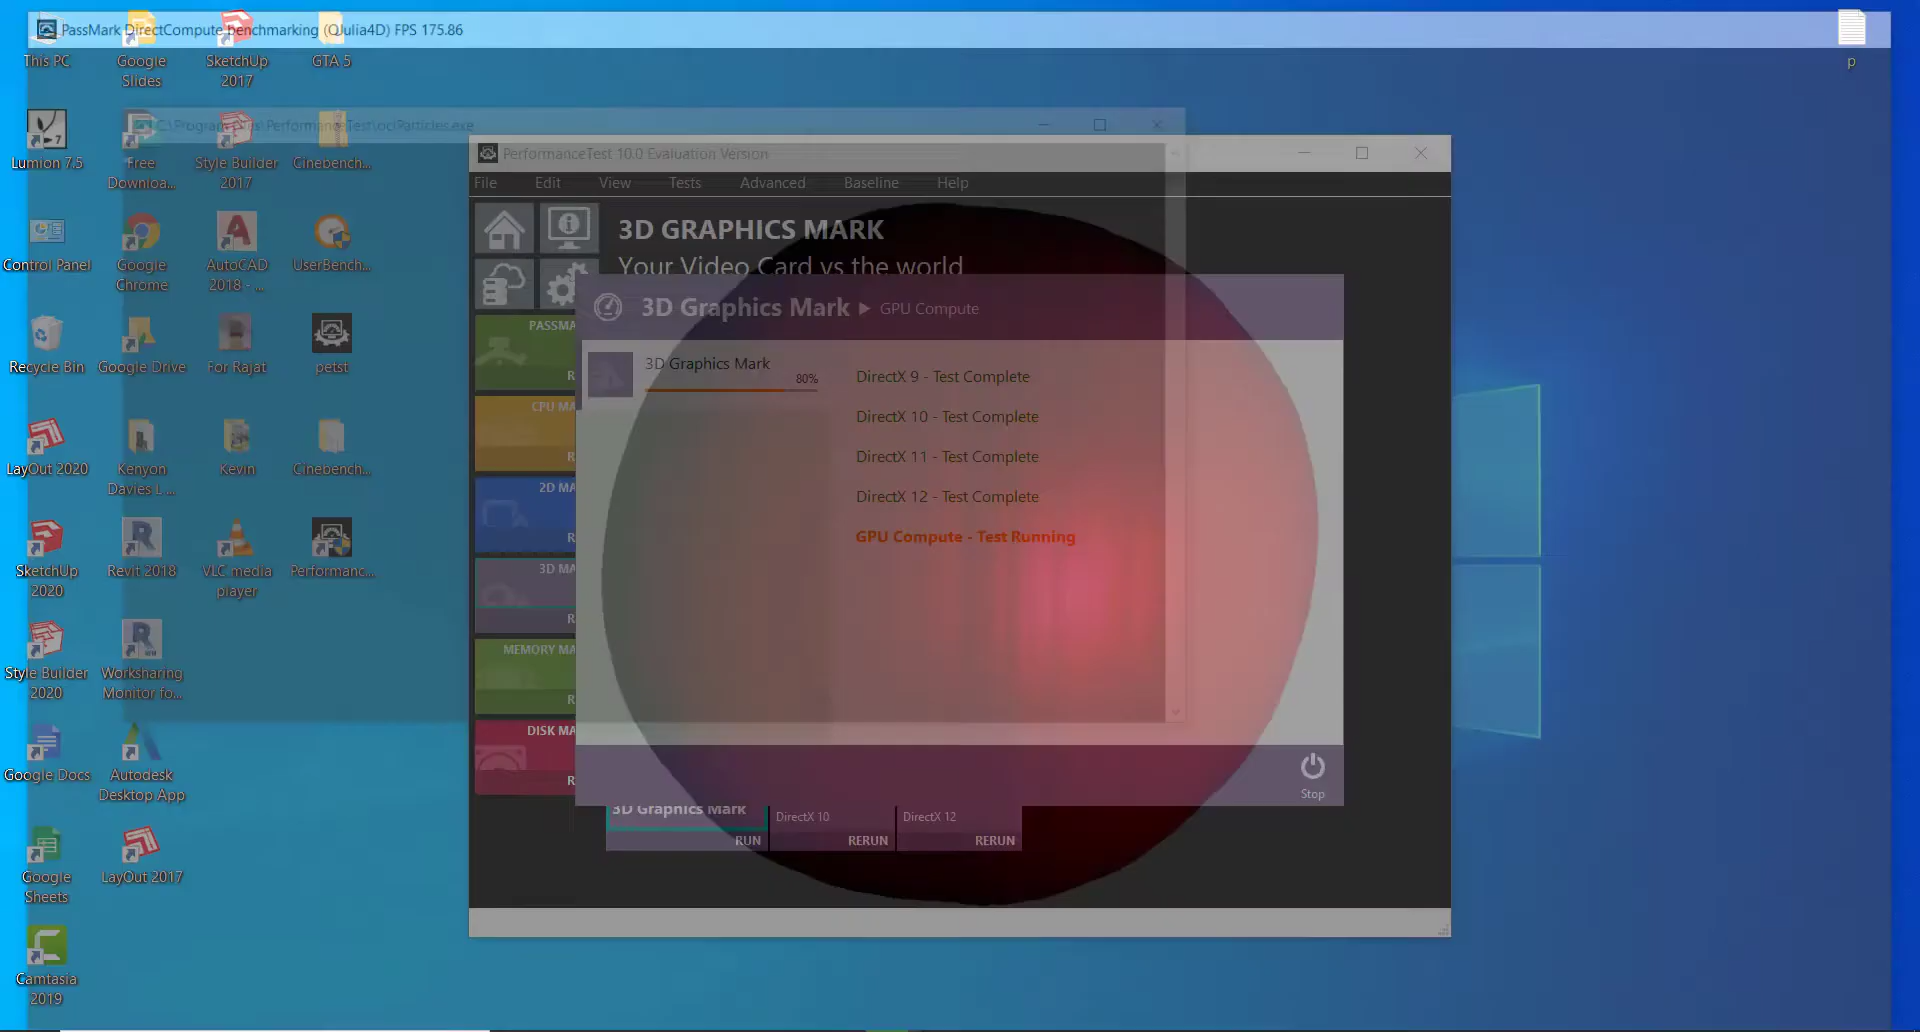 PassMark DirectCompute benchmarking (QJulia4D) FPS 175.86
This PC
Google
Slides
SketchUp
2017
GTA 5
p
Lumion 7.5
Free
Downloa...
Style Builder
2017
Cinebench...
Control Panel
Google
Chrome
AutoCAD
2018 - ...
UserBench...
Recycle Bin
Google Drive
For Rajat
petst
LayOut 2020
Kenyon
Davies L ...
Kevin
Cinebench...
SketchUp
2020
Revit 2018
VLC media
player
Performanc...
Style Builder
2020
Worksharing
Monitor fo...
Google Docs
Autodesk
Desktop App
Google
Sheets
LayOut 2017
Camtasia
2019
C:\Program Files\PerformanceTest\oclParticles.exe
PerformanceTest 10.0 Evaluation Version
File Edit View Tests Advanced Baseline Help
3D GRAPHICS MARK
Your Video Card vs the world
PASSMA
R
CPU MA
R
2D MA
R
3D MA
R
MEMORY MA
R
DISK MA
R
3D Graphics Mark ▶ GPU Compute
3D Graphics Mark
80%
DirectX 9 - Test Complete
DirectX 10 - Test Complete
DirectX 11 - Test Complete
DirectX 12 - Test Complete
GPU Compute - Test Running
Stop
3D Graphics Mark
RUN
DirectX 10
RERUN
DirectX 12
RERUN